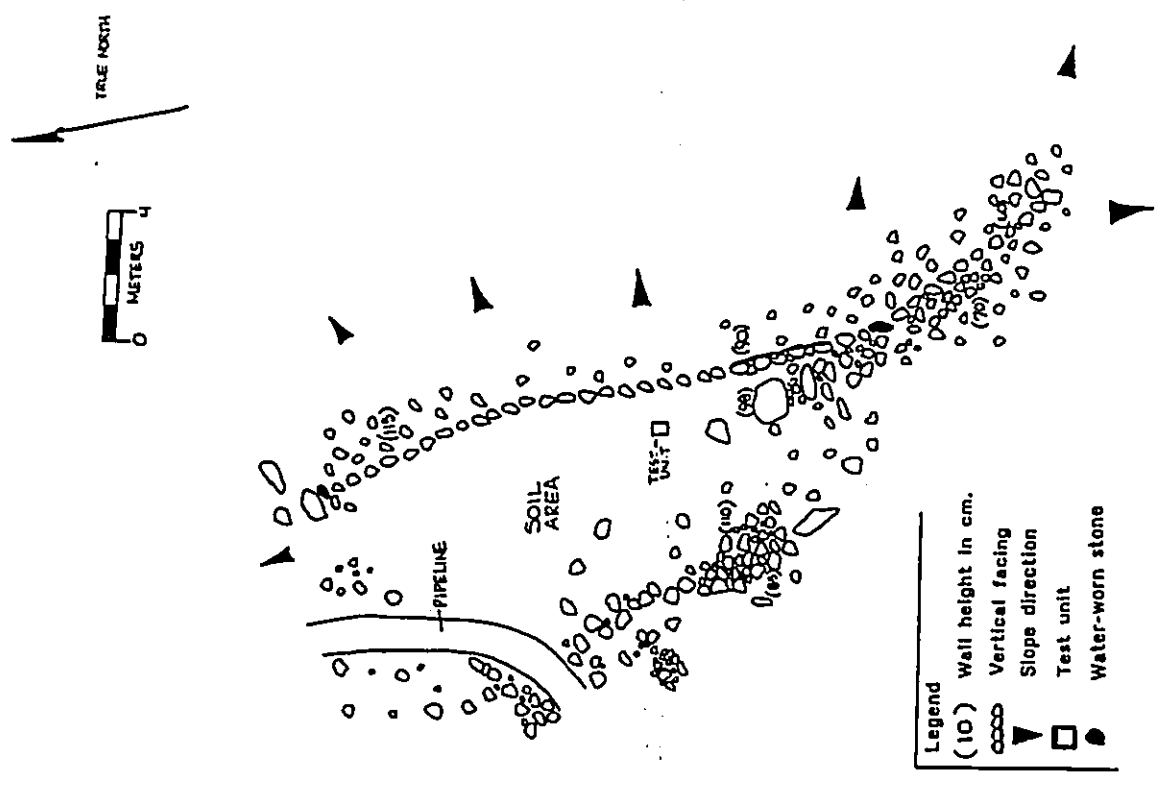 TRUE NORTH
0 4
METERS
(115)
(90)
(98)
(70)
TEST
UNIT
SOIL
AREA
(110)
PIPELINE
Legend
(10) Wall height in cm.
Vertical facing
Slope direction
Test unit
Water-worn stone